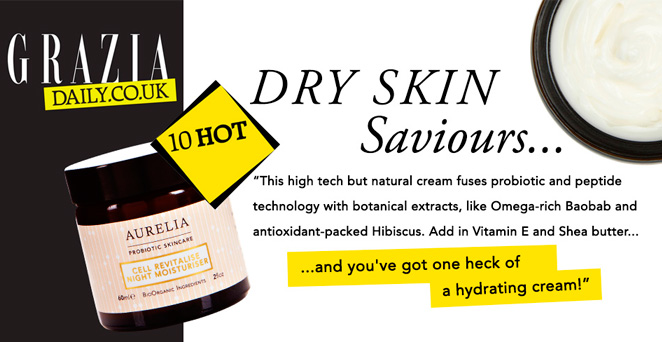 GRAZIA
DAILY.CO.UK
10 HOT
DRY SKIN
Saviours...
"This high tech but natural cream fuses probiotic and peptide
technology with botanical extracts, like Omega-rich Baobab and
antioxidant-packed Hibiscus. Add in Vitamin E and Shea butter...
...and you've got one heck of
a hydrating cream!"
AURELIA
PROBIOTIC SKINCARE
CELL REVITALISE
NIGHT MOISTURISER
60ml e 2floz
BIOORGANIC INGREDIENTS